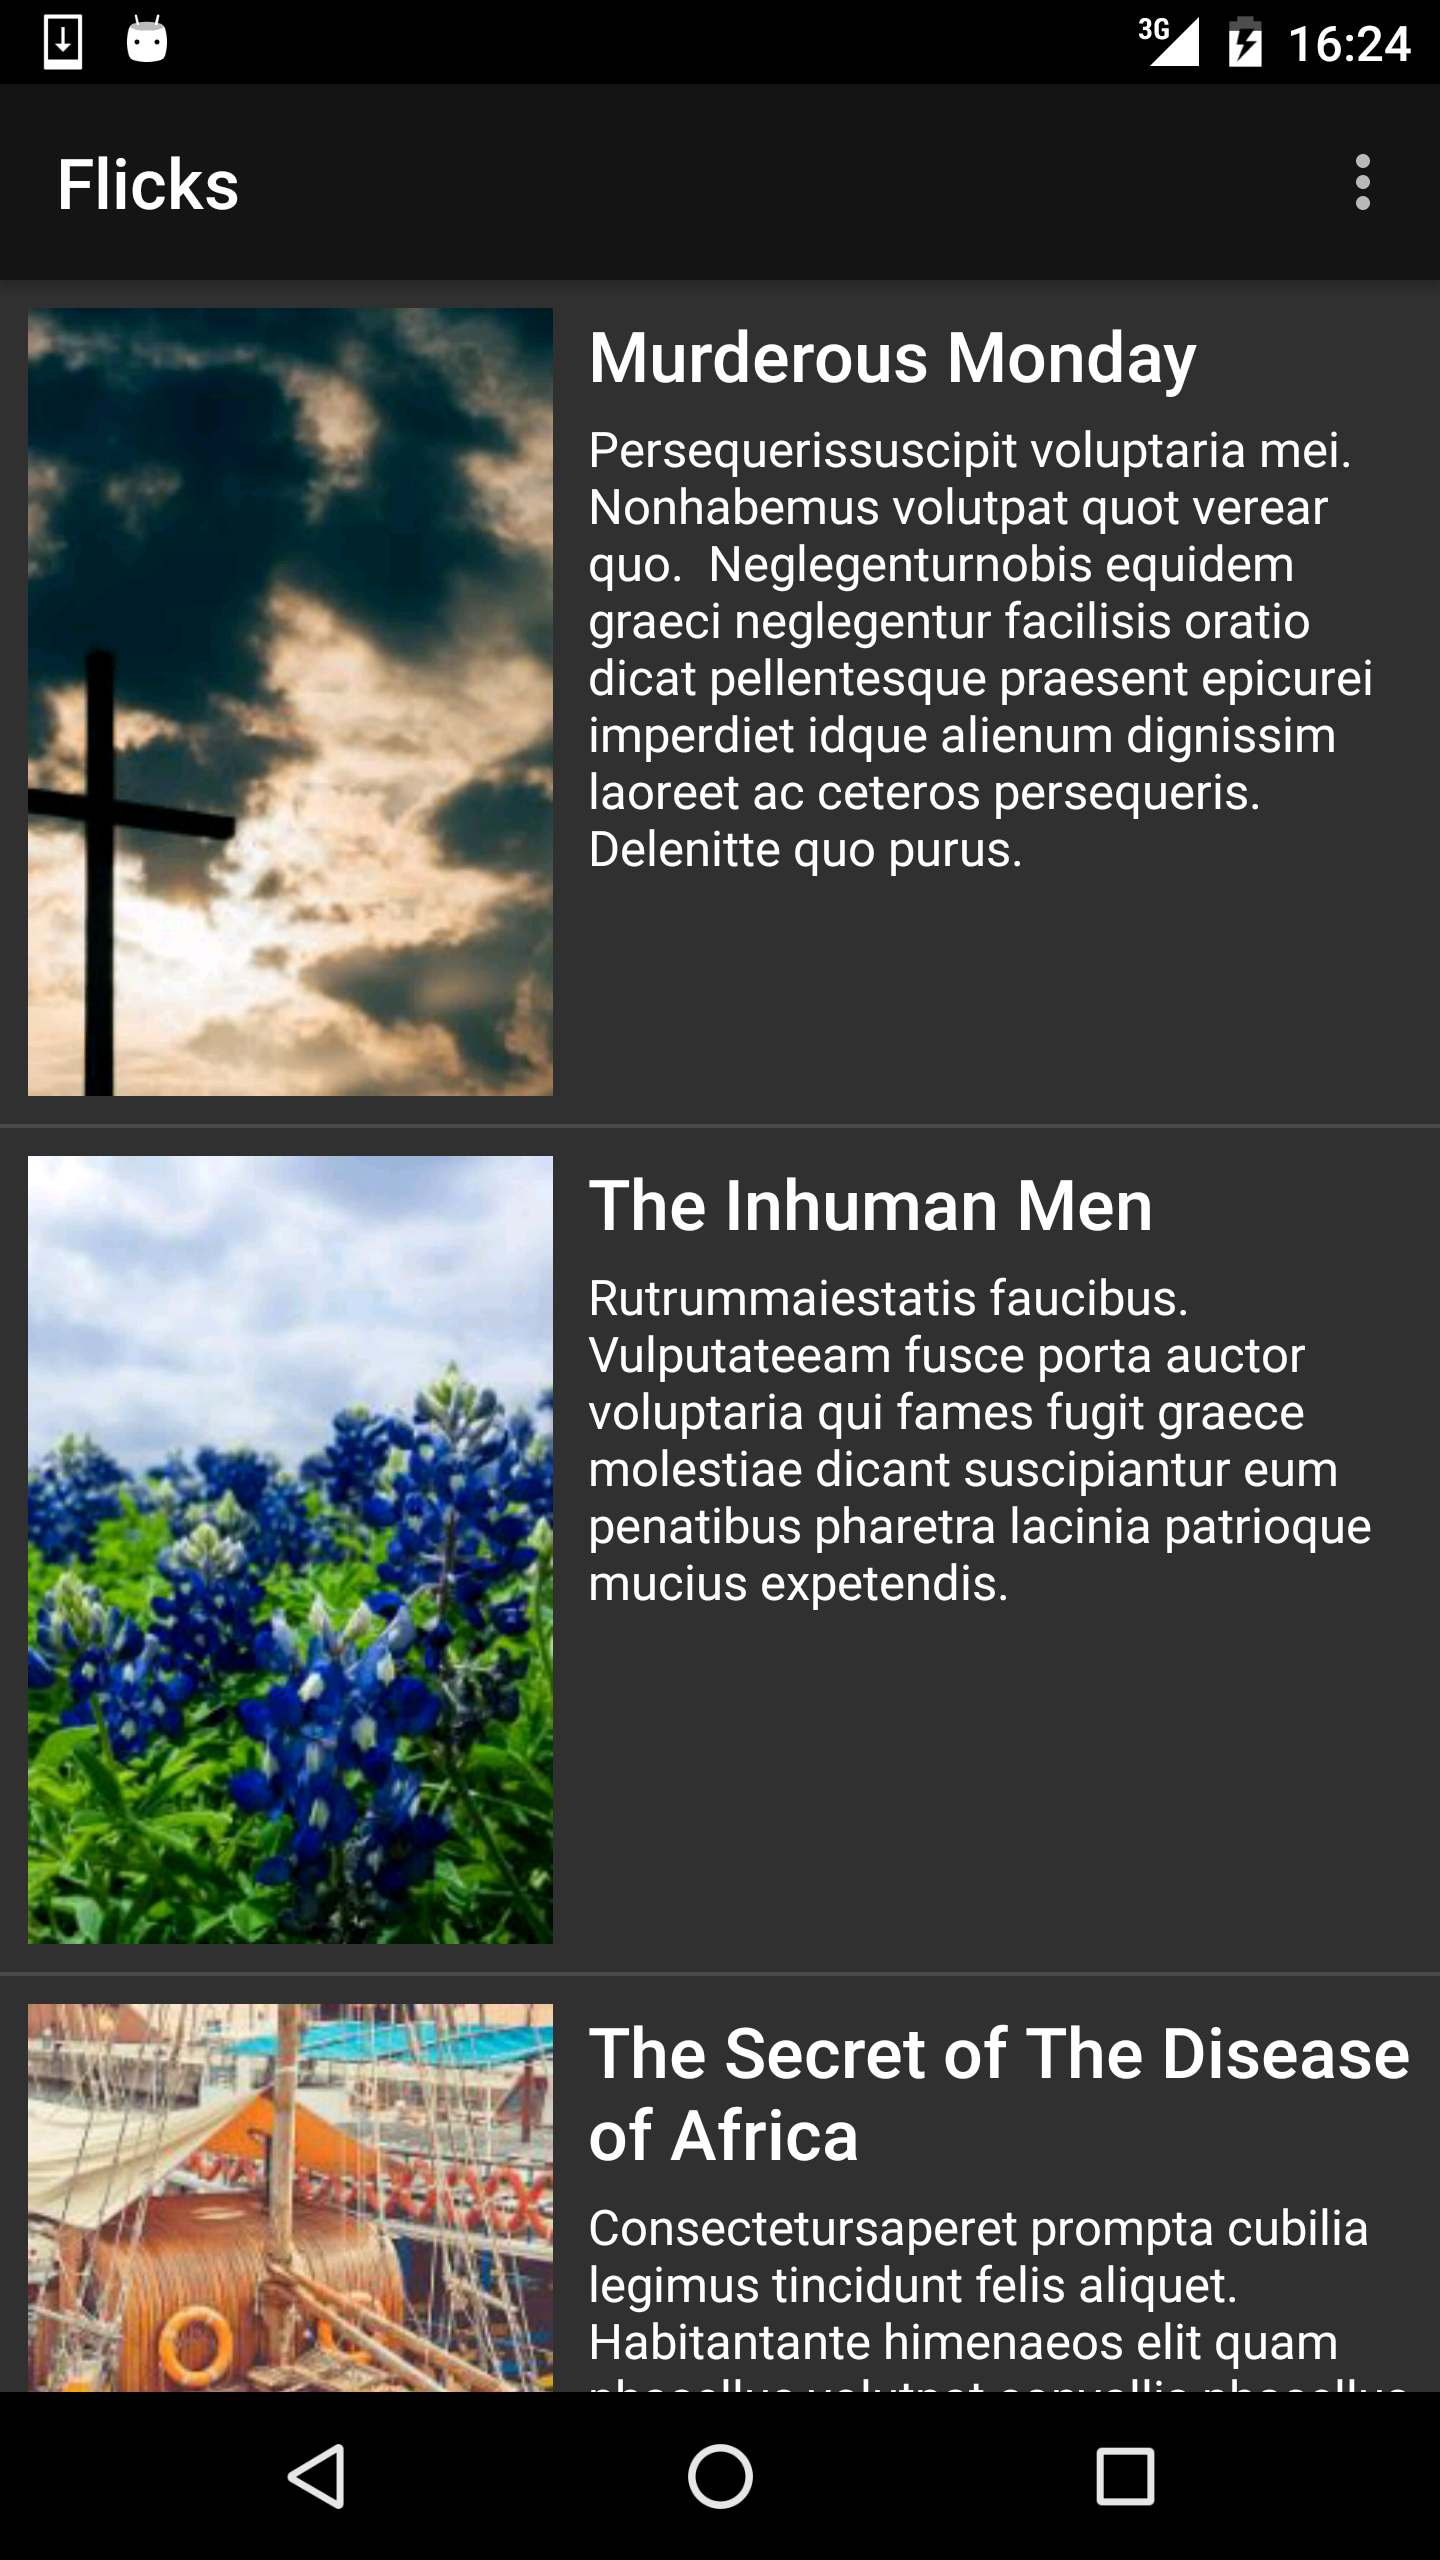 3G 16:24
Flicks
Murderous Monday
Persequerissuscipit voluptaria mei.
Nonhabemus volutpat quot verear
quo.  Neglegenturnobis equidem
graeci neglegentur facilisis oratio
dicat pellentesque praesent epicurei
imperdiet idque alienum dignissim
laoreet ac ceteros persequeris.
Delenitte quo purus.
The Inhuman Men
Rutrummaiestatis faucibus.
Vulputateeam fusce porta auctor
voluptaria qui fames fugit graece
molestiae dicant suscipiantur eum
penatibus pharetra lacinia patrioque
mucius expetendis.
The Secret of The Disease
of Africa
Consectetursaperet prompta cubilia
legimus tincidunt felis aliquet.
Habitantante himenaeos elit quam